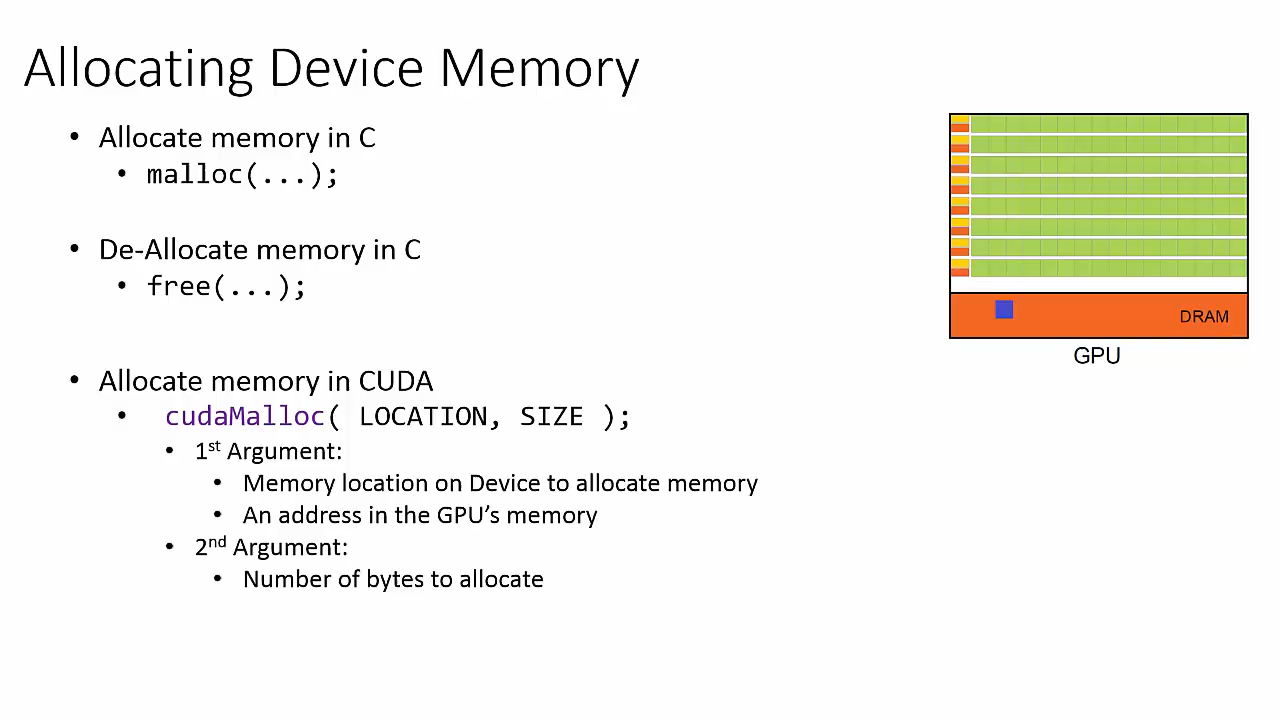 Allocating Device Memory
• Allocate memory in C
• malloc(...);
• De-Allocate memory in C
• free(...);
• Allocate memory in CUDA
• cudaMalloc( LOCATION, SIZE );
• 1st Argument:
• Memory location on Device to allocate memory
• An address in the GPU’s memory
• 2nd Argument:
• Number of bytes to allocate
DRAM
GPU